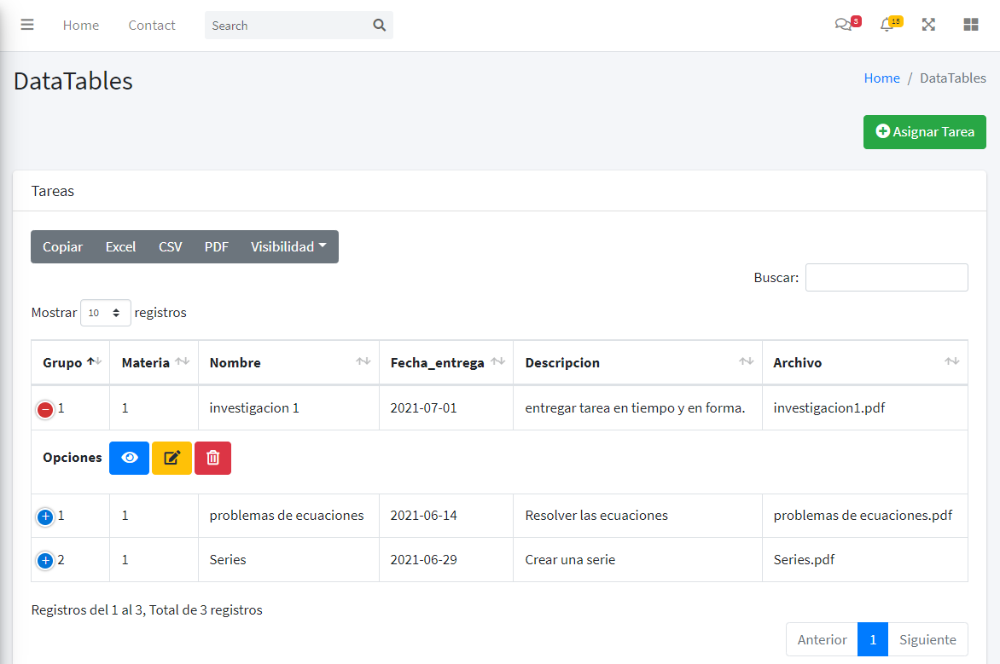 Home Contact Search 3 15
DataTables Home / DataTables
Asignar Tarea
Tareas
Copiar Excel CSV PDF Visibilidad
Buscar:
Mostrar 10 registros
Grupo Materia Nombre Fecha_entrega Descripcion Archivo
1 1 investigacion 1 2021-07-01 entregar tarea en tiempo y en forma. investigacion1.pdf
Opciones
1 1 problemas de ecuaciones 2021-06-14 Resolver las ecuaciones problemas de ecuaciones.pdf
2 1 Series 2021-06-29 Crear una serie Series.pdf
Registros del 1 al 3, Total de 3 registros
Anterior 1 Siguiente